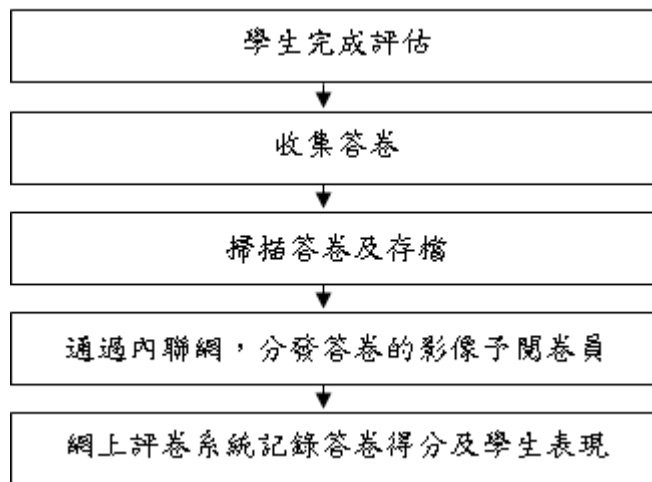 學生完成評估
收集答卷
掃描答卷及存檔
通過內聯網，分發答卷的影像予閱卷員
網上評卷系統記錄答卷得分及學生表現